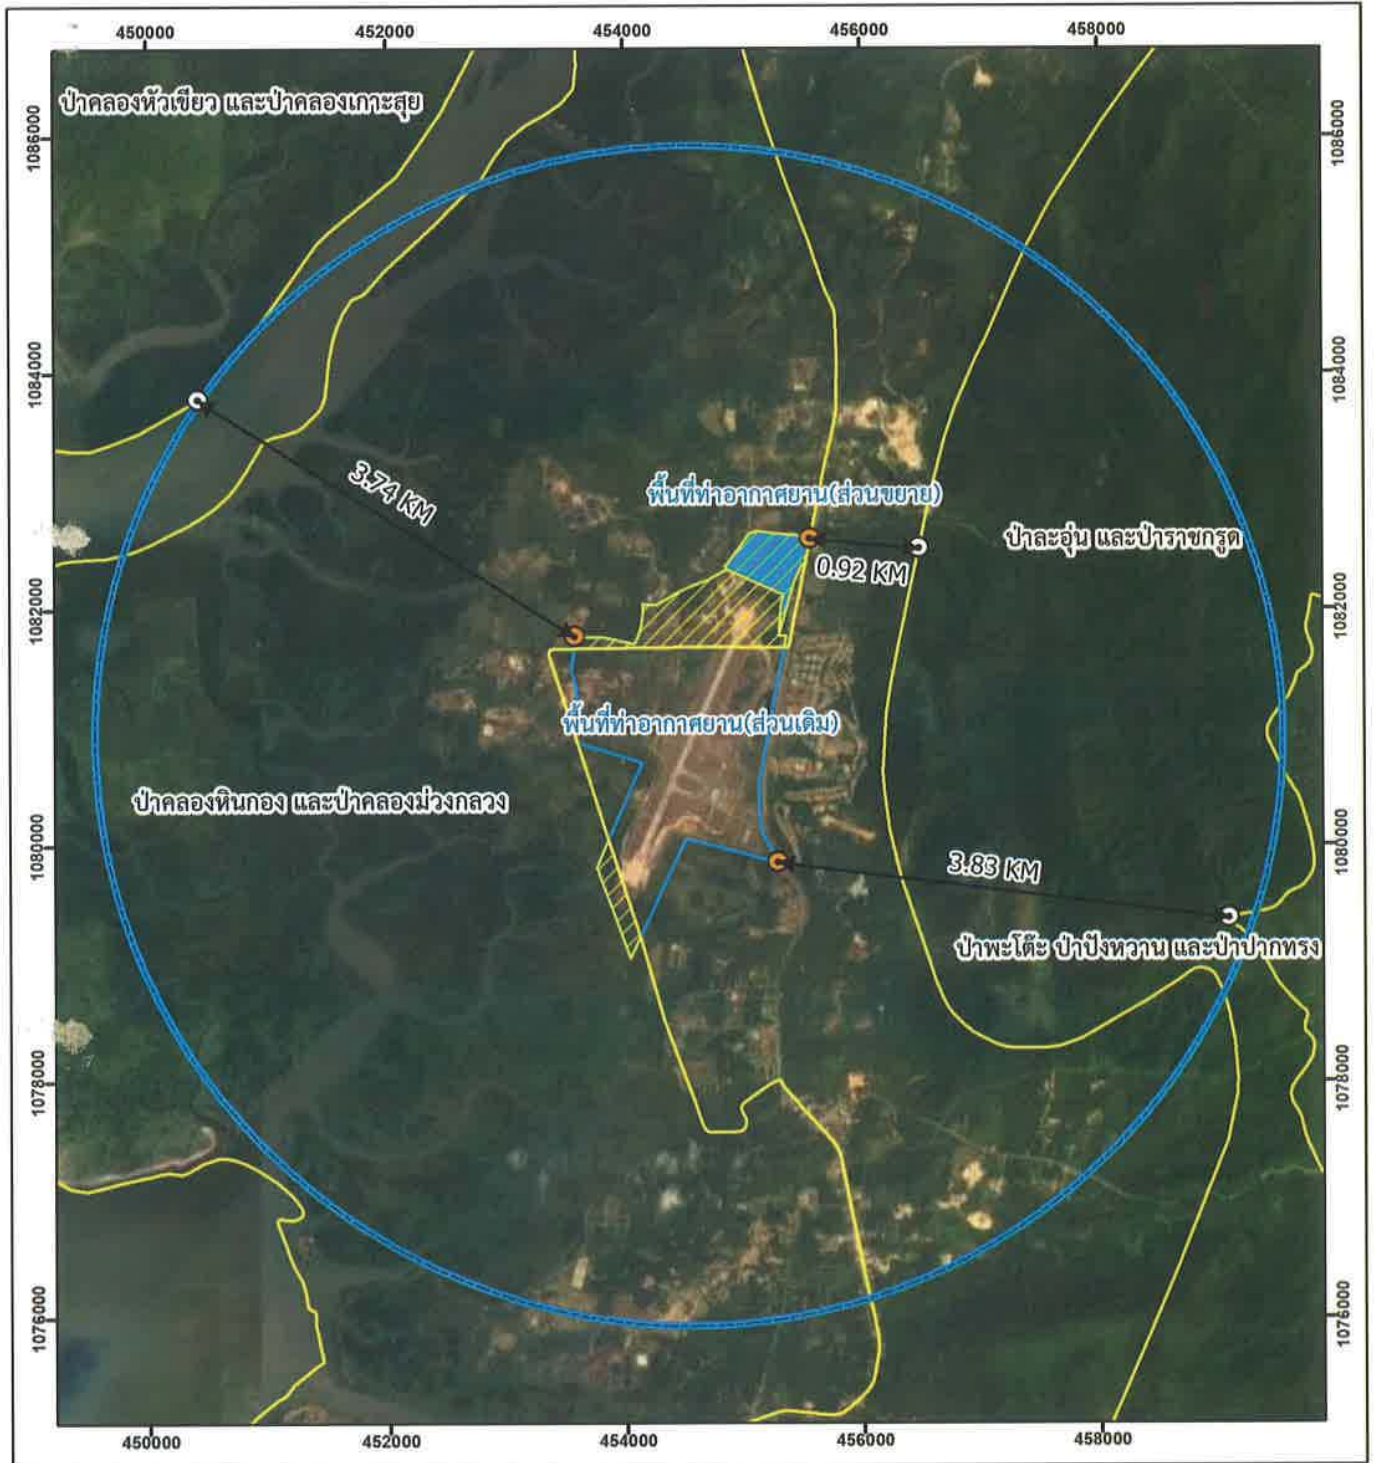 450000 452000 454000 456000 458000
ป่าคลองหัวเขียว และป่าคลองเกาะสุย
1086000 1086000
1084000 1084000
3.74 KM
พื้นที่ท่าอากาศยาน(ส่วนขยาย)
ป่าละอุ่น และป่าราชกรูด
0.92 KM
1082000 1082000
พื้นที่ท่าอากาศยาน(ส่วนเดิม)
ป่าคลองหินกอง และป่าคลองม่วงกลวง
1080000 1080000
3.83 KM
ป่าพะโต๊ะ ป่าปังหวาน และป่าปากทรง
1078000 1078000
1076000 1076000
450000 452000 454000 456000 458000